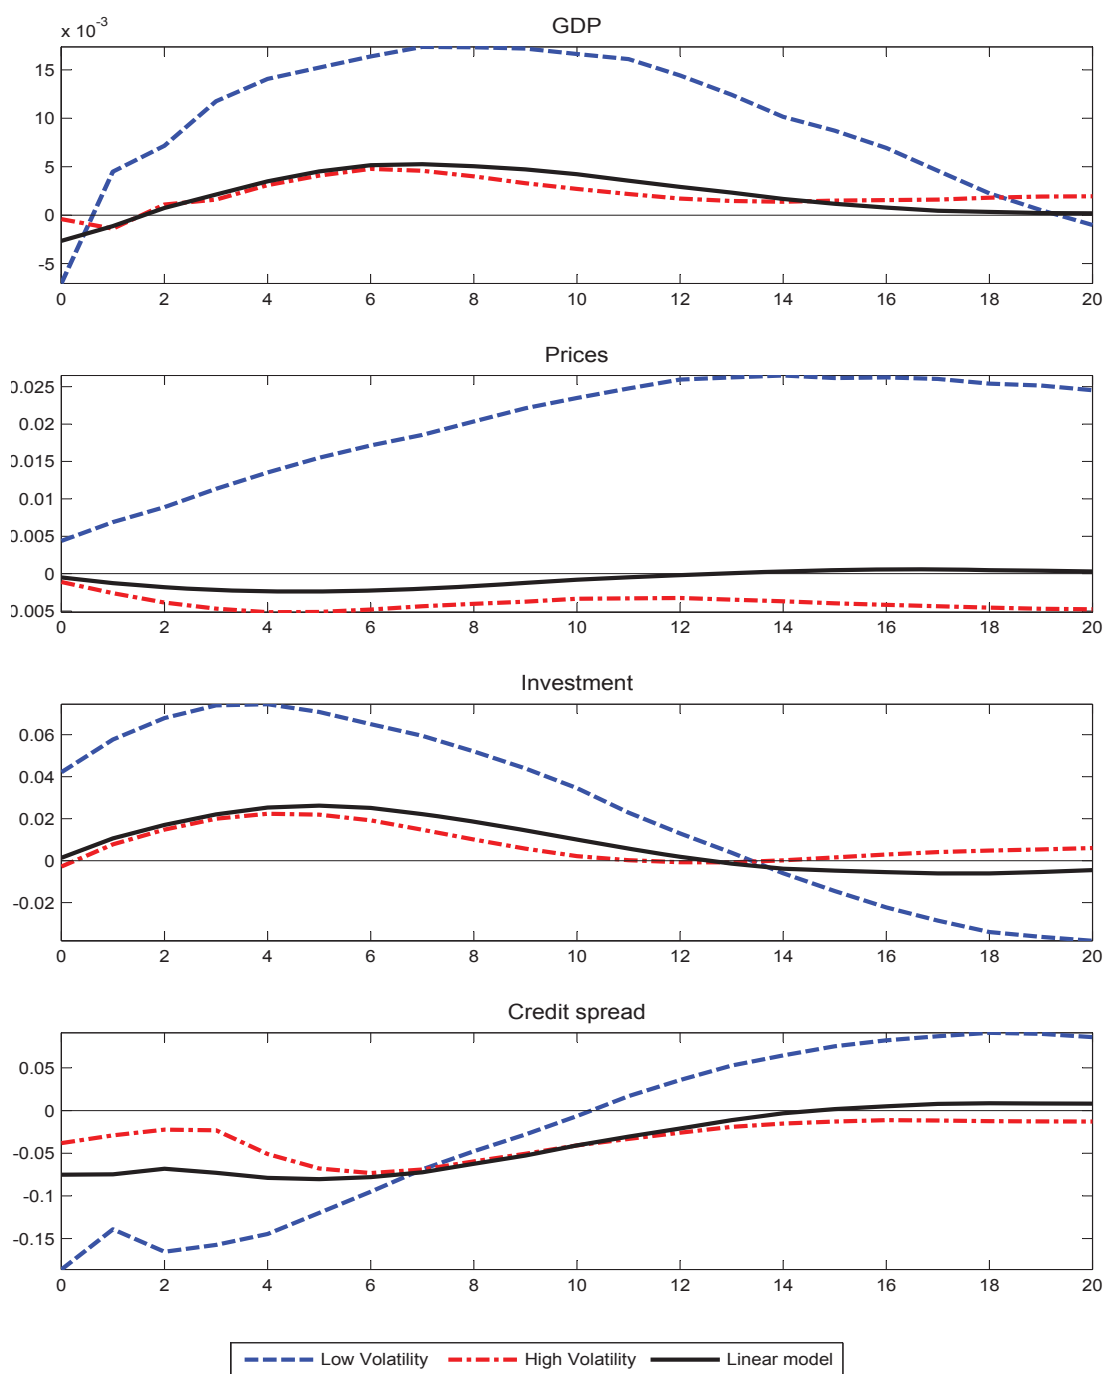 GDP
x 10-3
15
10
5
0
-5
0 2 4 6 8 10 12 14 16 18 20
Prices
0.025
0.02
0.015
0.01
0.005
0
0.005
0 2 4 6 8 10 12 14 16 18 20
Investment
0.06
0.04
0.02
0
-0.02
0 2 4 6 8 10 12 14 16 18 20
Credit spread
0.05
0
-0.05
-0.1
-0.15
0 2 4 6 8 10 12 14 16 18 20
Low Volatility High Volatility Linear model